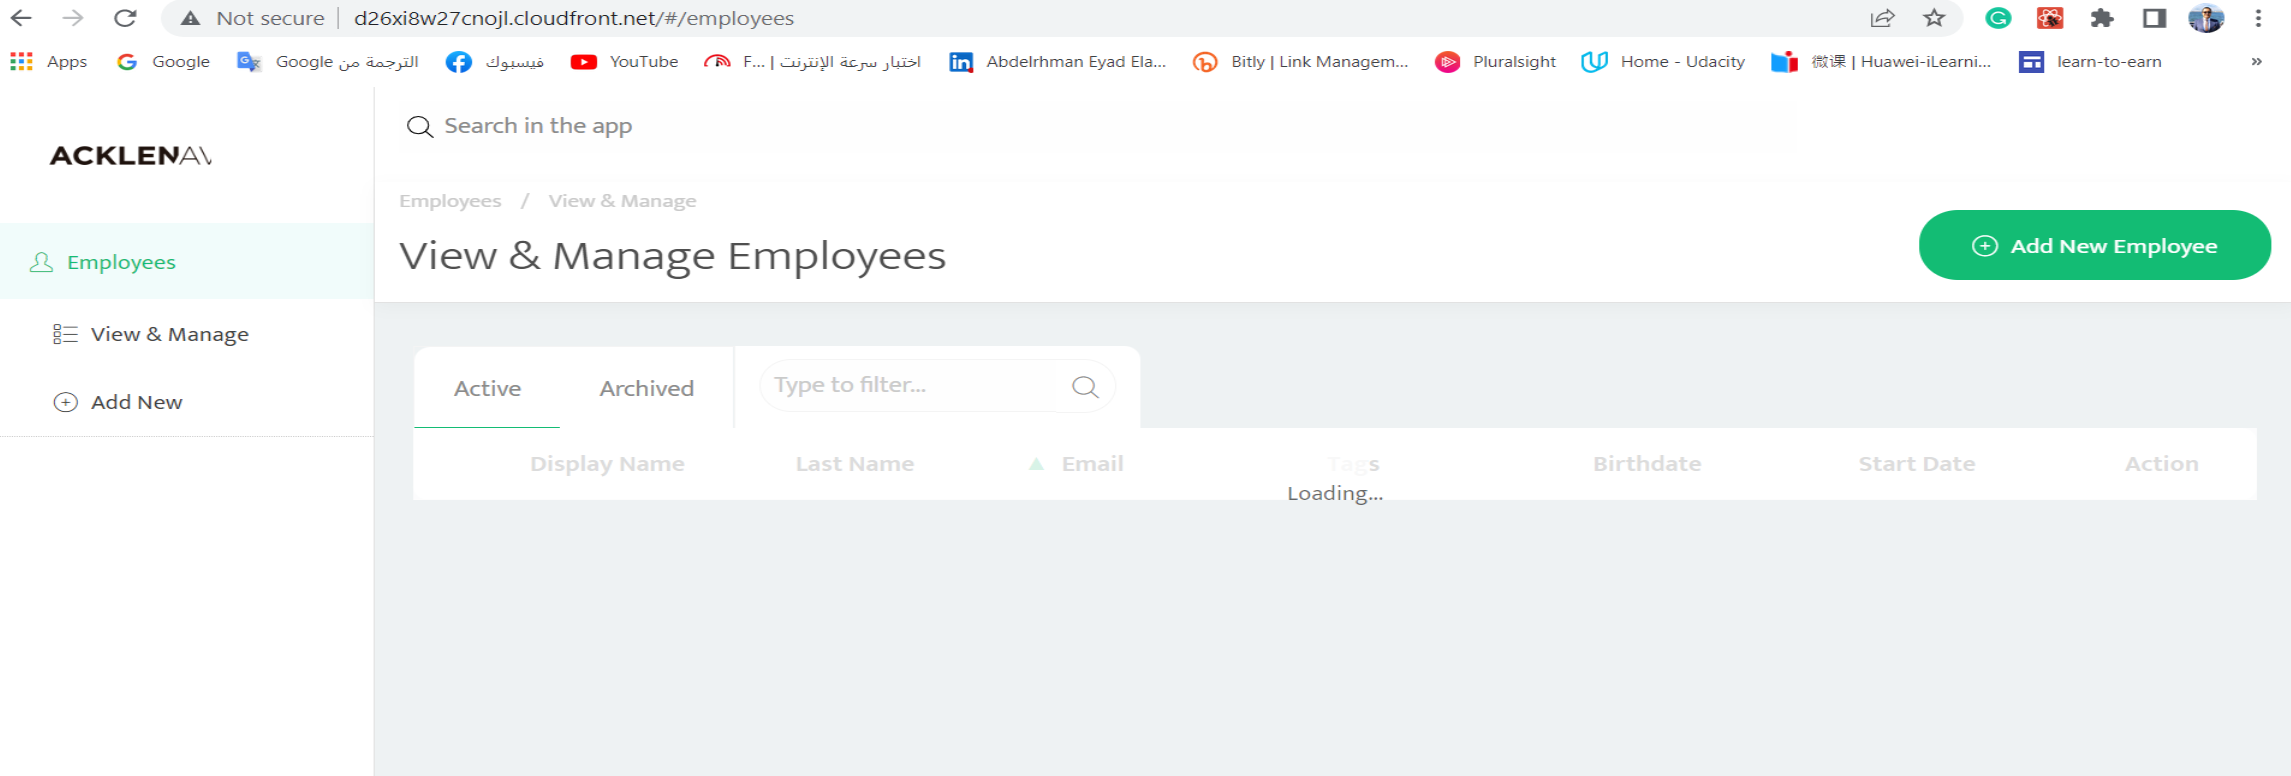 Not secure | d26xi8w27cnojl.cloudfront.net/#/employees
Apps Google الترجمة من Google فيسبوك YouTube اختبار سرعة الإنترنت | F... Abdelrhman Eyad Ela... Bitly | Link Managem... Pluralsight Home - Udacity 微课 | Huawei-iLearni... learn-to-earn »
Search in the app
ACKLENAV
Employees / View & Manage
View & Manage Employees
Add New Employee
Employees
View & Manage
Add New
Active Archived Type to filter...
Display Name Last Name Email Tags Birthdate Start Date Action
Loading...